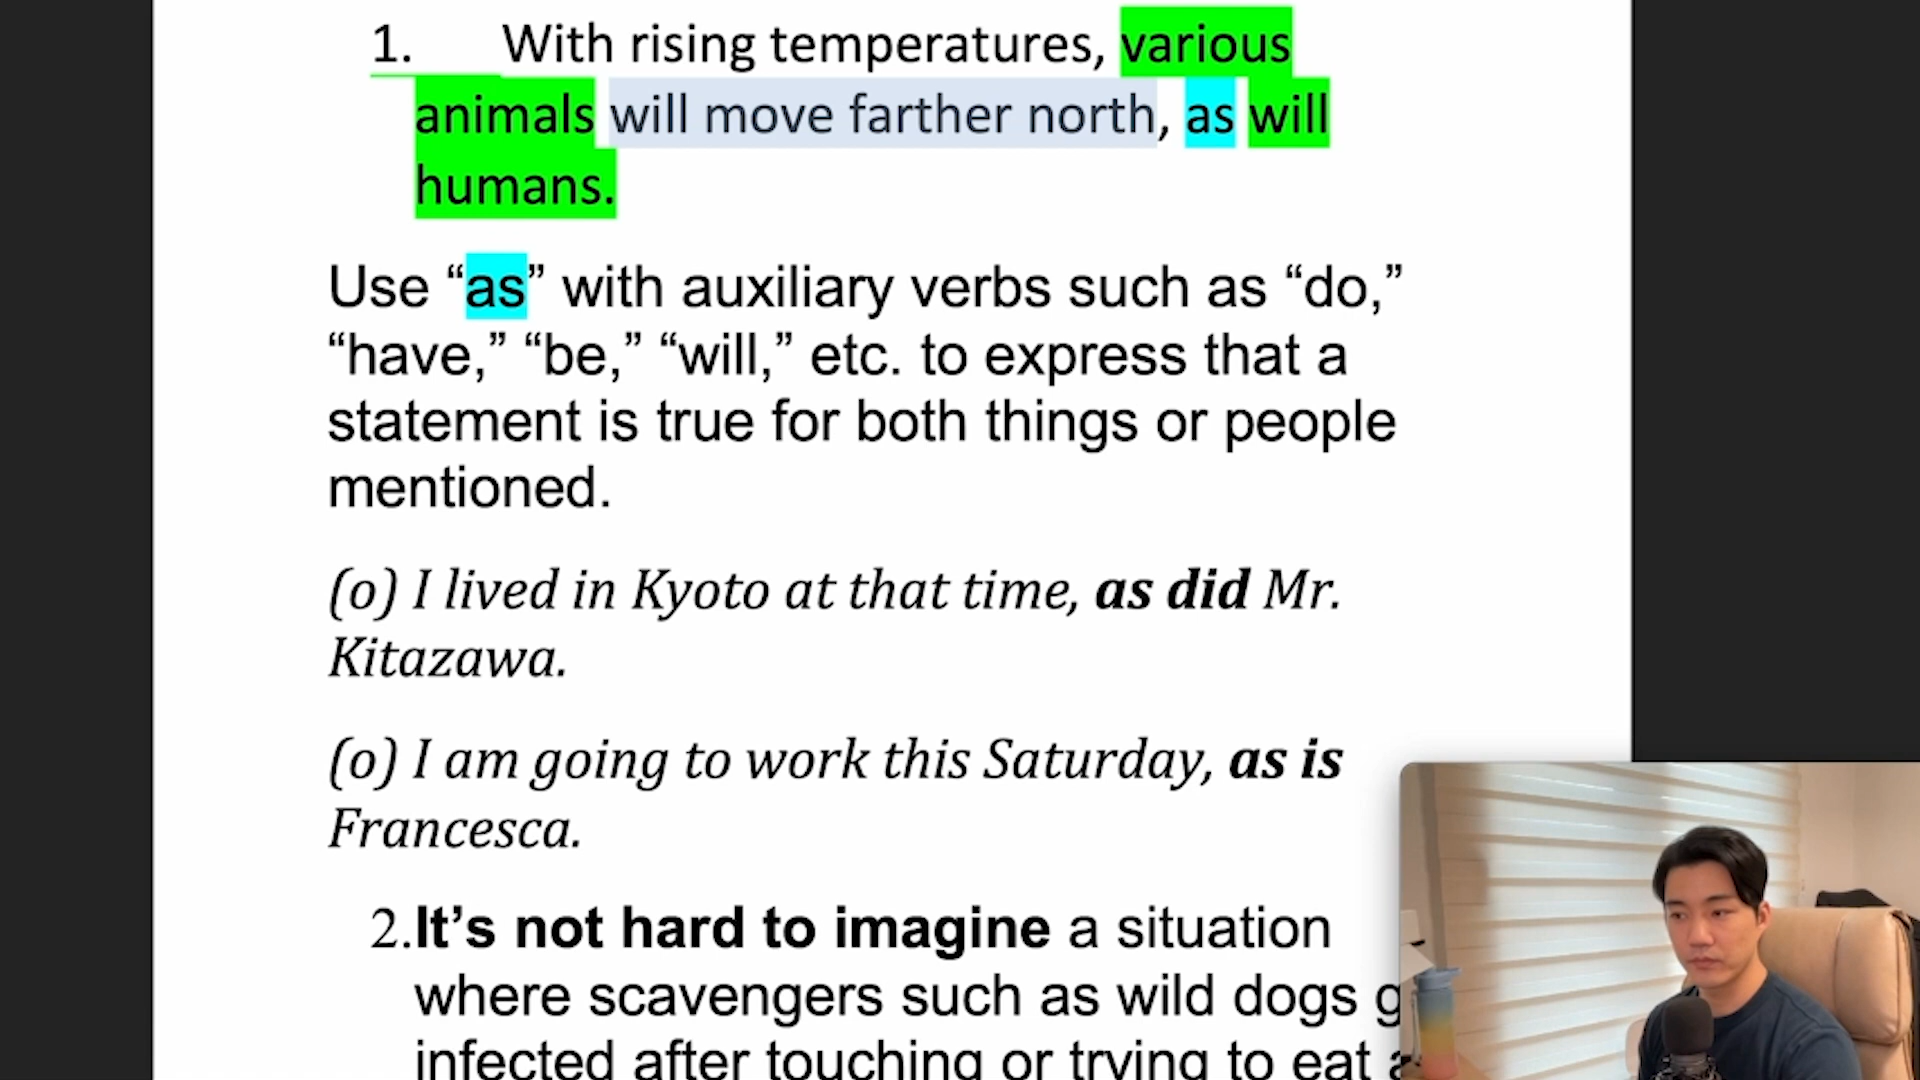 1. With rising temperatures, various
animals will move farther north, as will
humans.
Use “as” with auxiliary verbs such as “do,”
“have,” “be,” “will,” etc. to express that a
statement is true for both things or people
mentioned.
(o) I lived in Kyoto at that time, as did Mr.
Kitazawa.
(o) I am going to work this Saturday, as is
Francesca.
2.It’s not hard to imagine a situation
where scavengers such as wild dogs
infected after touching or trying to eat